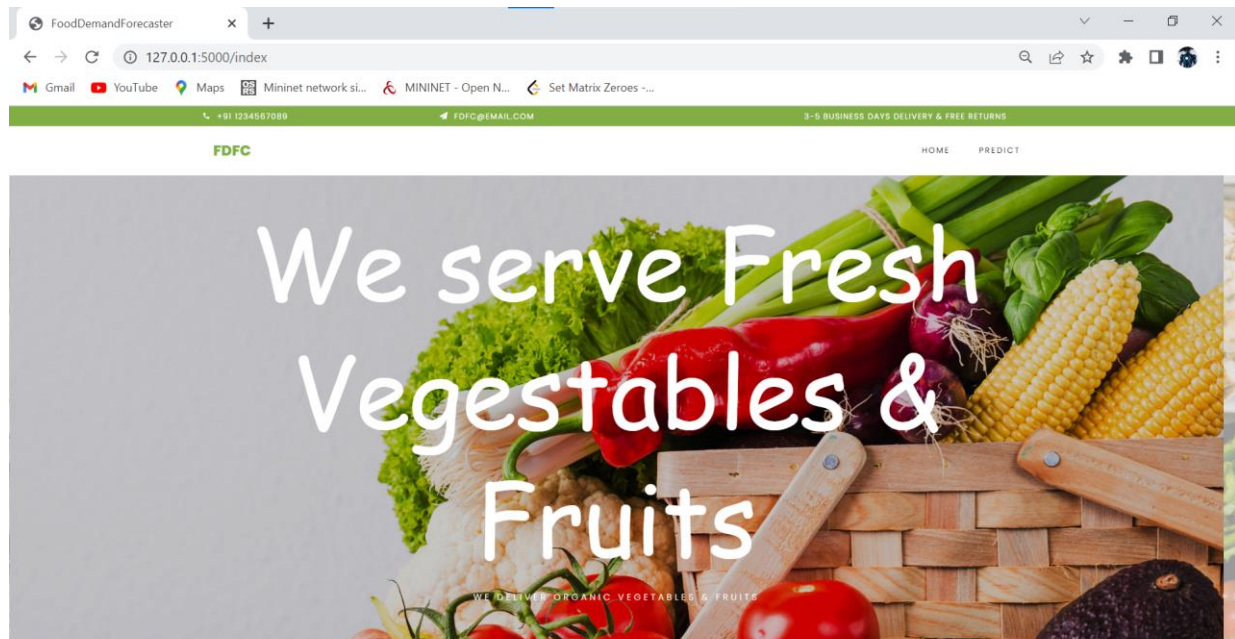 FoodDemandForecaster
127.0.0.1:5000/index
Gmail YouTube Maps Mininet network si... MININET - Open N... Set Matrix Zeroes -...
+91 1234567089 FDFC@EMAIL.COM 3-5 BUSINESS DAYS DELIVERY & FREE RETURNS
FDFC HOME PREDICT
We serve Fresh
Vegestables &
Fruits
WE DELIVER ORGANIC VEGETABLES & FRUITS